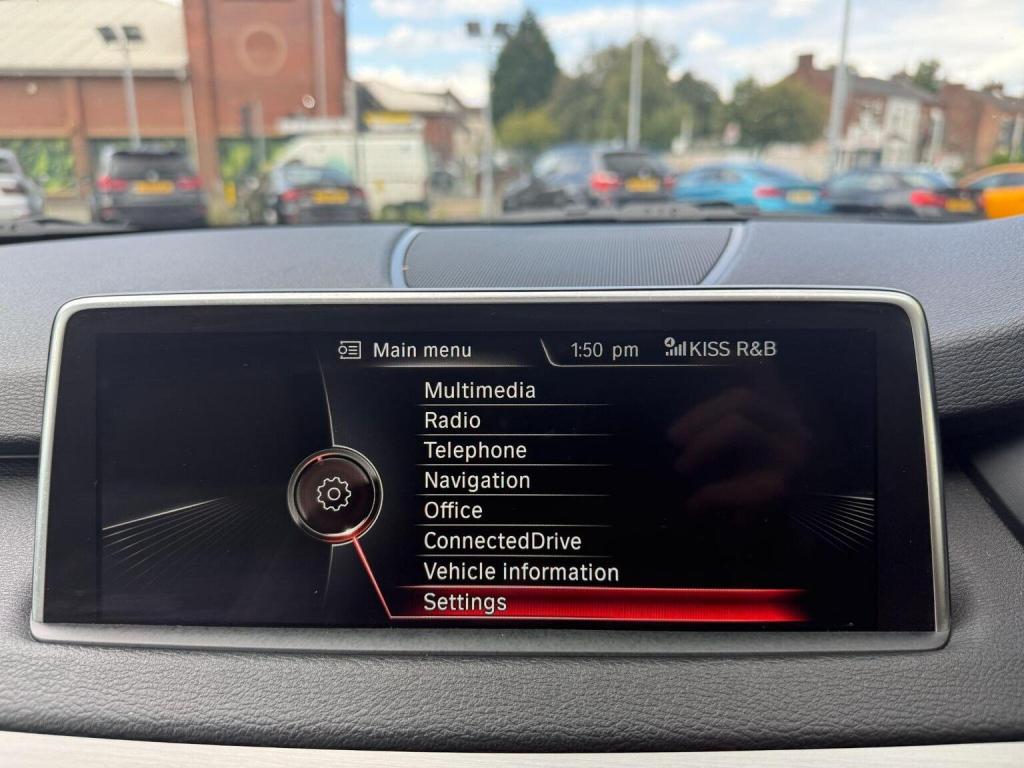 Main menu 1:50 pm KISS R&B
Multimedia
Radio
Telephone
Navigation
Office
ConnectedDrive
Vehicle information
Settings